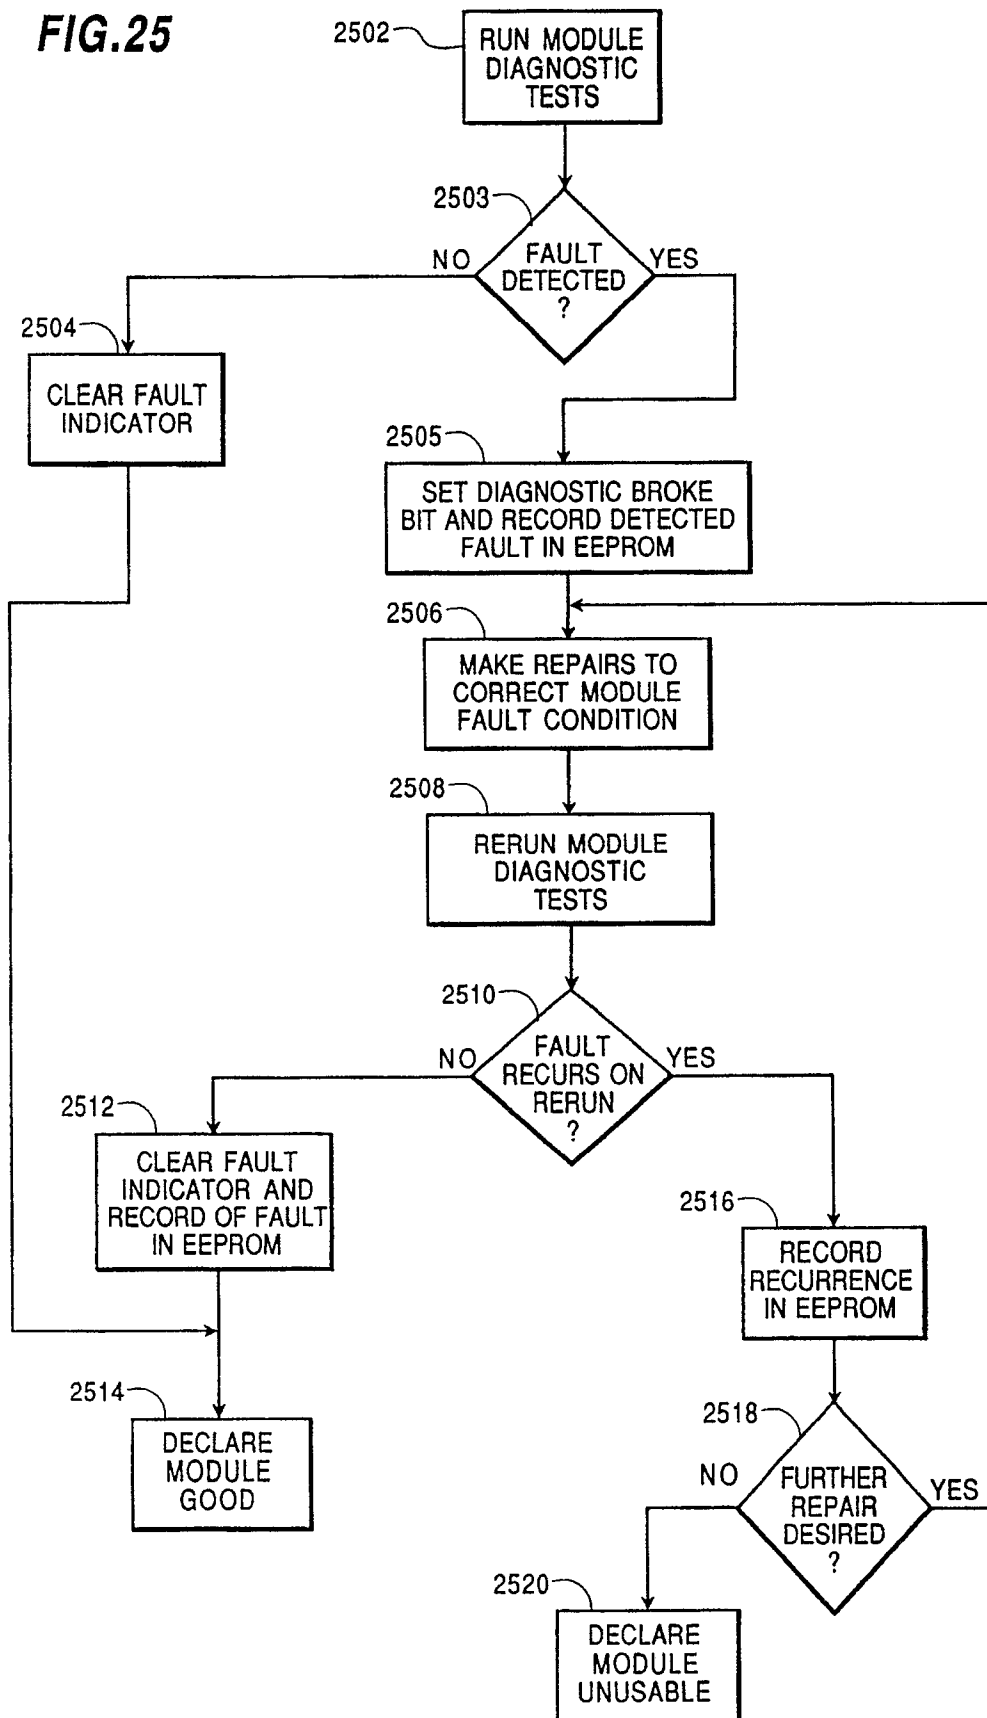 FIG.25
2502
RUN MODULE
DIAGNOSTIC
TESTS
2503
FAULT
DETECTED
?
NO
YES
2504
CLEAR FAULT
INDICATOR
2505
SET DIAGNOSTIC BROKE
BIT AND RECORD DETECTED
FAULT IN EEPROM
2506
MAKE REPAIRS TO
CORRECT MODULE
FAULT CONDITION
2508
RERUN MODULE
DIAGNOSTIC
TESTS
2510
FAULT
RECURS ON
RERUN
?
NO
YES
2512
CLEAR FAULT
INDICATOR AND
RECORD OF FAULT
IN EEPROM
2516
RECORD
RECURRENCE
IN EEPROM
2514
DECLARE
MODULE
GOOD
2518
FURTHER
REPAIR
DESIRED
?
NO
YES
2520
DECLARE
MODULE
UNUSABLE